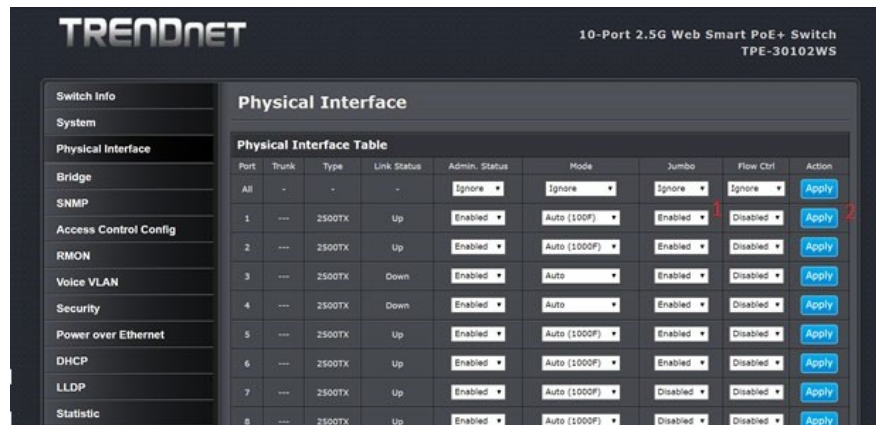 TRENDNET
10-Port 2.5G Web Smart PoE+ Switch
TPE-30102WS
Switch Info
System
Physical Interface
Bridge
SNMP
Access Control Config
RMON
Voice VLAN
Security
Power over Ethernet
DHCP
LLDP
Statistic
Physical Interface
Physical Interface Table
Port Trunk Type Link Status Admin. Status Mode Jumbo Flow Ctrl Action
All - - - Ignore Ignore Ignore Ignore Apply
1 --- 2500TX Up Enabled Auto (100F) Enabled 1 Disabled Apply 2
2 --- 2500TX Up Enabled Auto (1000F) Enabled Disabled Apply
3 --- 2500TX Down Enabled Auto Enabled Disabled Apply
4 --- 2500TX Down Enabled Auto Enabled Disabled Apply
5 --- 2500TX Up Enabled Auto (1000F) Enabled Disabled Apply
6 --- 2500TX Up Enabled Auto (1000F) Enabled Disabled Apply
7 --- 2500TX Up Enabled Auto (1000F) Disabled Disabled Apply
8 --- 2500TX Up Enabled Auto (1000F) Disabled Disabled Apply